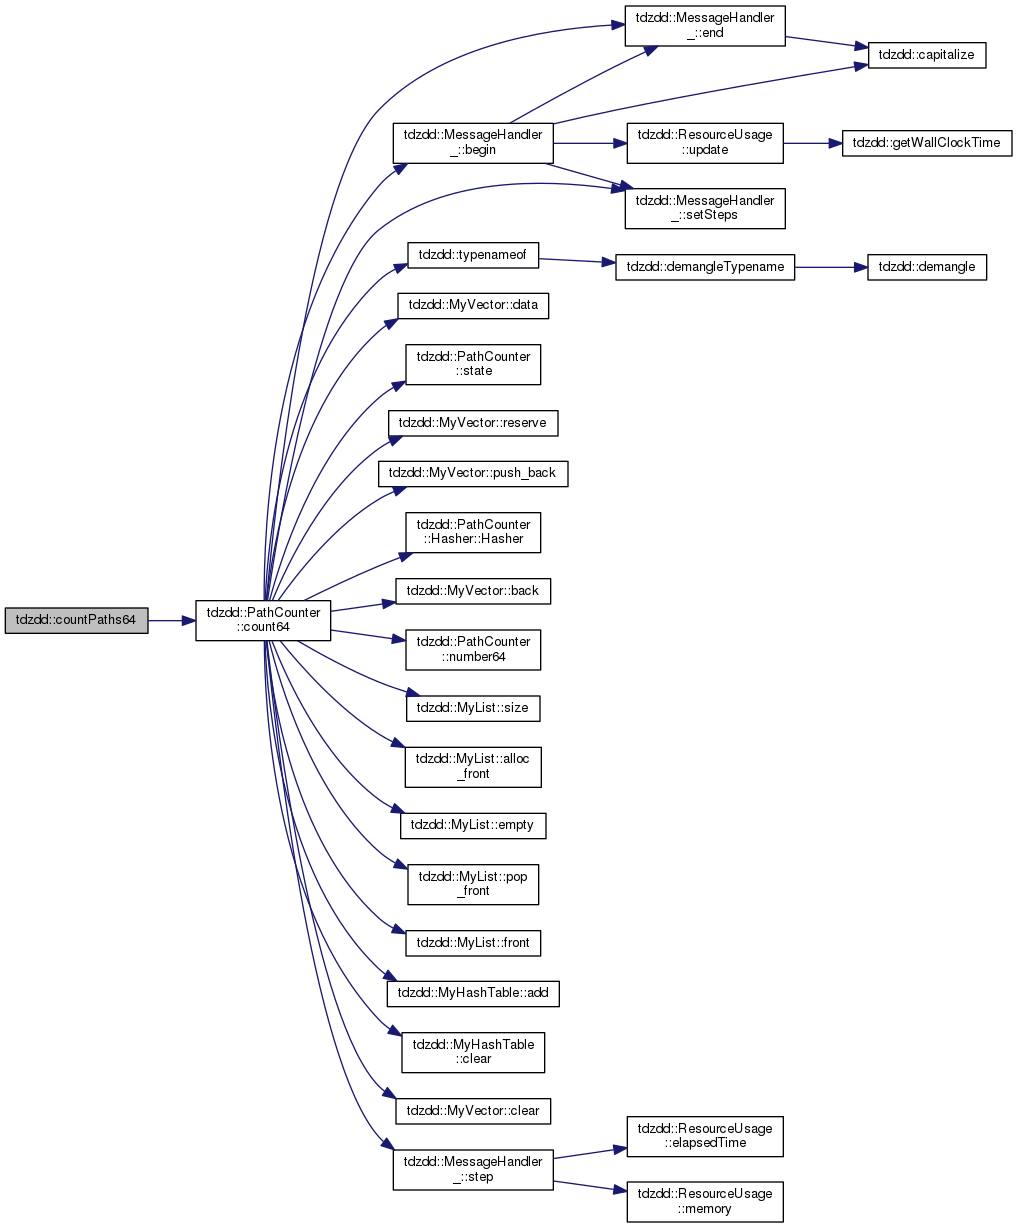 tdzdd::MessageHandler
_::end
tdzdd::capitalize
tdzdd::MessageHandler
_::begin
tdzdd::ResourceUsage
::update
tdzdd::getWallClockTime
tdzdd::MessageHandler
_::setSteps
tdzdd::typenameof
tdzdd::demangleTypename
tdzdd::demangle
tdzdd::MyVector::data
tdzdd::PathCounter
::state
tdzdd::MyVector::reserve
tdzdd::MyVector::push_back
tdzdd::PathCounter
::Hasher::Hasher
tdzdd::MyVector::back
tdzdd::countPaths64
tdzdd::PathCounter
::count64
tdzdd::PathCounter
::number64
tdzdd::MyList::size
tdzdd::MyList::alloc
_front
tdzdd::MyList::empty
tdzdd::MyList::pop
_front
tdzdd::MyList::front
tdzdd::MyHashTable::add
tdzdd::MyHashTable
::clear
tdzdd::MyVector::clear
tdzdd::MessageHandler
_::step
tdzdd::ResourceUsage
::elapsedTime
tdzdd::ResourceUsage
::memory